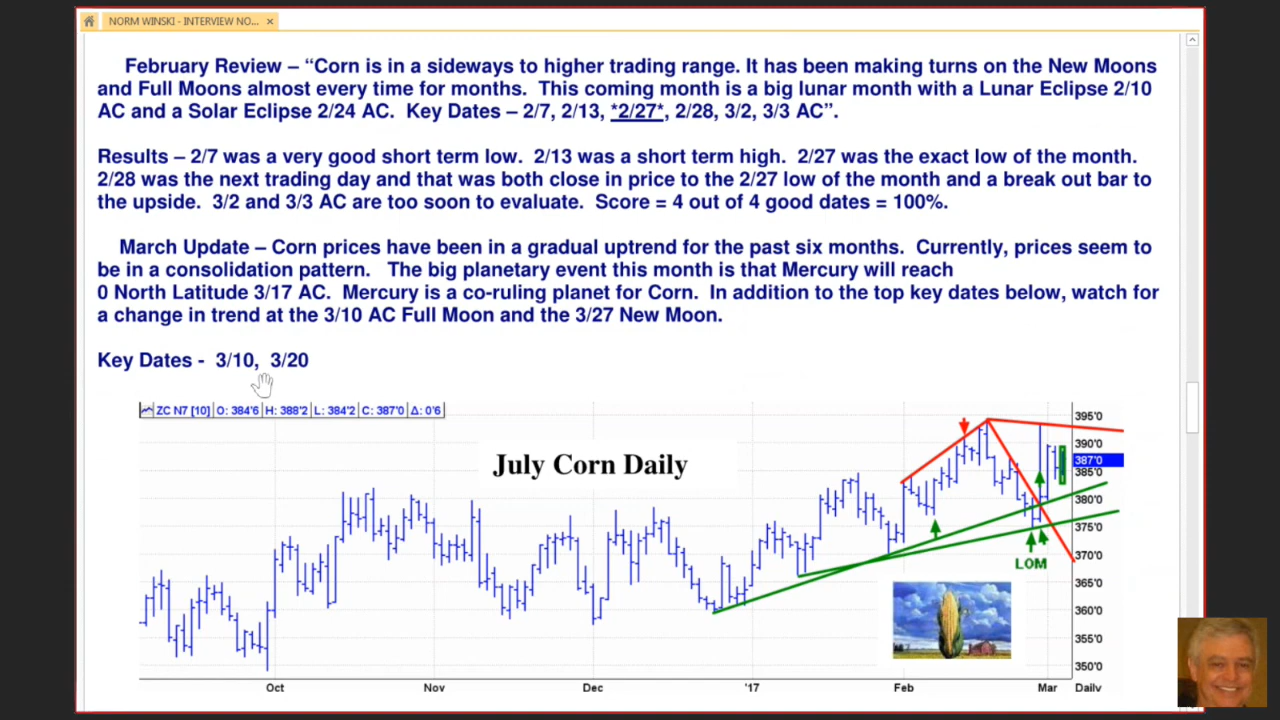 NORM WINSKI - INTERVIEW NO... ×
February Review – “Corn is in a sideways to higher trading range. It has been making turns on the New Moons
and Full Moons almost every time for months. This coming month is a big lunar month with a Lunar Eclipse 2/10
AC and a Solar Eclipse 2/24 AC. Key Dates – 2/7, 2/13, *2/27*, 2/28, 3/2, 3/3 AC”.
Results – 2/7 was a very good short term low. 2/13 was a short term high. 2/27 was the exact low of the month.
2/28 was the next trading day and that was both close in price to the 2/27 low of the month and a break out bar to
the upside. 3/2 and 3/3 AC are too soon to evaluate. Score = 4 out of 4 good dates = 100%.
March Update – Corn prices have been in a gradual uptrend for the past six months. Currently, prices seem to
be in a consolidation pattern. The big planetary event this month is that Mercury will reach
0 North Latitude 3/17 AC. Mercury is a co-ruling planet for Corn. In addition to the top key dates below, watch for
a change in trend at the 3/10 AC Full Moon and the 3/27 New Moon.
Key Dates - 3/10, 3/20
ZC N7 [10] O: 384'6 H: 388'2 L: 384'2 C: 387'0 Δ: 0'6
July Corn Daily
395'0
390'0
387'0
385'0
380'0
375'0
370'0
365'0
360'0
355'0
350'0
LOM
Oct Nov Dec '17 Feb Mar Daily